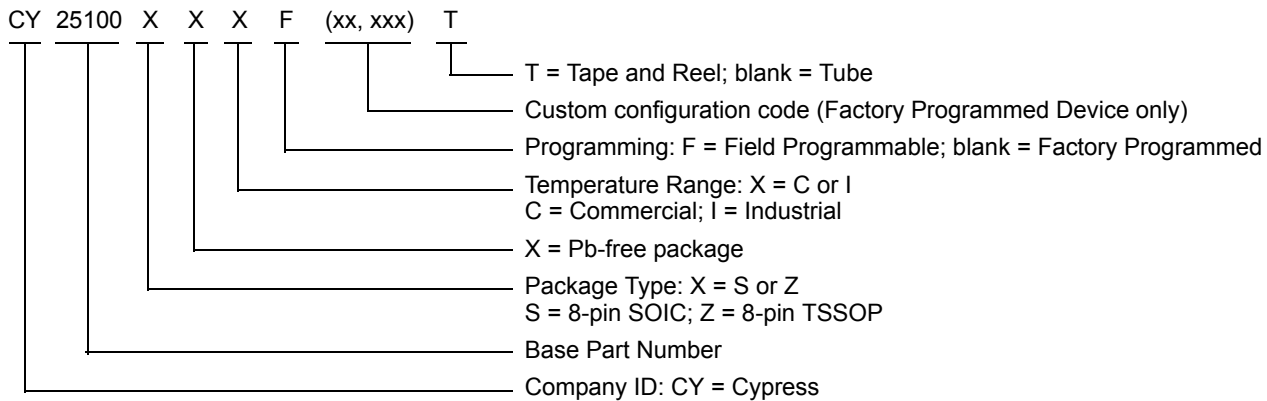 CY 25100 X X X F (xx, xxx) T
T = Tape and Reel; blank = Tube
Custom configuration code (Factory Programmed Device only)
Programming: F = Field Programmable; blank = Factory Programmed
Temperature Range: X = C or I
C = Commercial; I = Industrial
X = Pb-free package
Package Type: X = S or Z
S = 8-pin SOIC; Z = 8-pin TSSOP
Base Part Number
Company ID: CY = Cypress